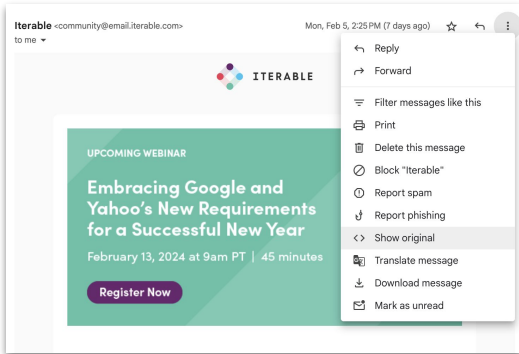 Iterable <community@email.iterable.com>
Mon, Feb 5, 2:25 PM (7 days ago)
to me
ITERABLE
UPCOMING WEBINAR
Embracing Google and
Yahoo's New Requirements
for a Successful New Year
February 13, 2024 at 9am PT | 45 minutes
Register Now
Reply
Forward
Filter messages like this
Print
Delete this message
Block "Iterable"
Report spam
Report phishing
Show original
Translate message
Download message
Mark as unread